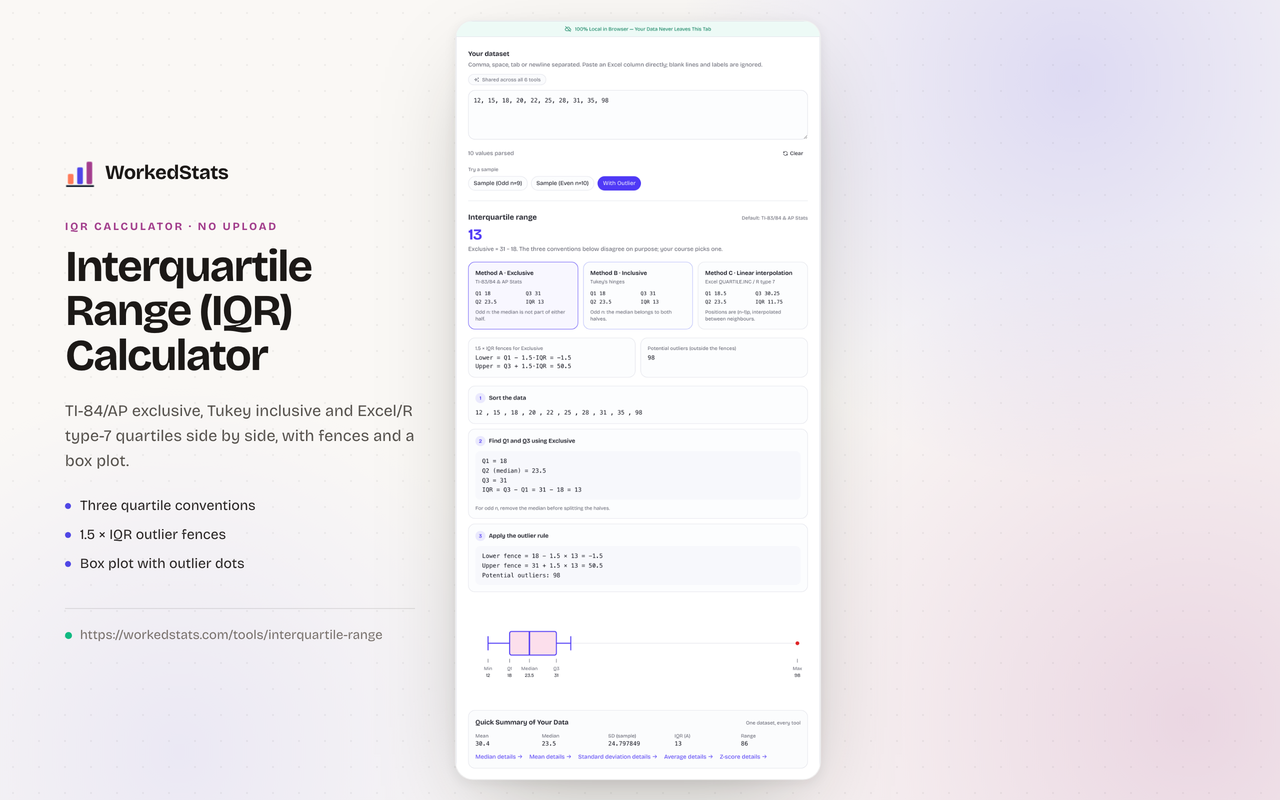 WorkedStats
IQR CALCULATOR · NO UPLOAD
Interquartile
Range (IQR)
Calculator
TI-84/AP exclusive, Tukey inclusive and Excel/R
type-7 quartiles side by side, with fences and a
box plot.
Three quartile conventions
1.5 × IQR outlier fences
Box plot with outlier dots
https://workedstats.com/tools/interquartile-range
100% Local in Browser — Your Data Never Leaves This Tab
Your dataset
Comma, space, tab or newline separated. Paste an Excel column directly; blank lines and labels are ignored.
Shared across all 6 tools
12, 15, 18, 20, 22, 25, 28, 31, 35, 98
10 values parsed
Clear
Try a sample
Sample (Odd n=9)
Sample (Even n=10)
With Outlier
Interquartile range
Default: TI-83/84 & AP Stats
13
Exclusive = 31 − 18. The three conventions below disagree on purpose; your course picks one.
Method A · Exclusive
TI-83/84 & AP Stats
Q1 18 Q3 31
Q2 23.5 IQR 13
Odd n: the median is not part of either
half.
Method B · Inclusive
Tukey's hinges
Q1 18 Q3 31
Q2 23.5 IQR 13
Odd n: the median belongs to both
halves.
Method C · Linear interpolation
Excel QUARTILE.INC / R type 7
Q1 18.5 Q3 30.25
Q2 23.5 IQR 11.75
Positions are (n−1)p, interpolated
between neighbours.
1.5 × IQR fences for Exclusive
Lower = Q1 − 1.5·IQR = −1.5
Upper = Q3 + 1.5·IQR = 50.5
Potential outliers (outside the fences)
98
1 Sort the data
12 , 15 , 18 , 20 , 22 , 25 , 28 , 31 , 35 , 98
2 Find Q1 and Q3 using Exclusive
Q1 = 18
Q2 (median) = 23.5
Q3 = 31
IQR = Q3 − Q1 = 31 − 18 = 13
For odd n, remove the median before splitting the halves.
3 Apply the outlier rule
Lower fence = 18 − 1.5 × 13 = −1.5
Upper fence = 31 + 1.5 × 13 = 50.5
Potential outliers: 98
Min Q1 Median Q3 Max
12 18 23.5 31 98
Quick Summary of Your Data
One dataset, every tool
Mean Median SD (sample) IQR (A) Range
30.4 23.5 24.797849 13 86
Median details → Mean details → Standard deviation details → Average details → Z-score details →